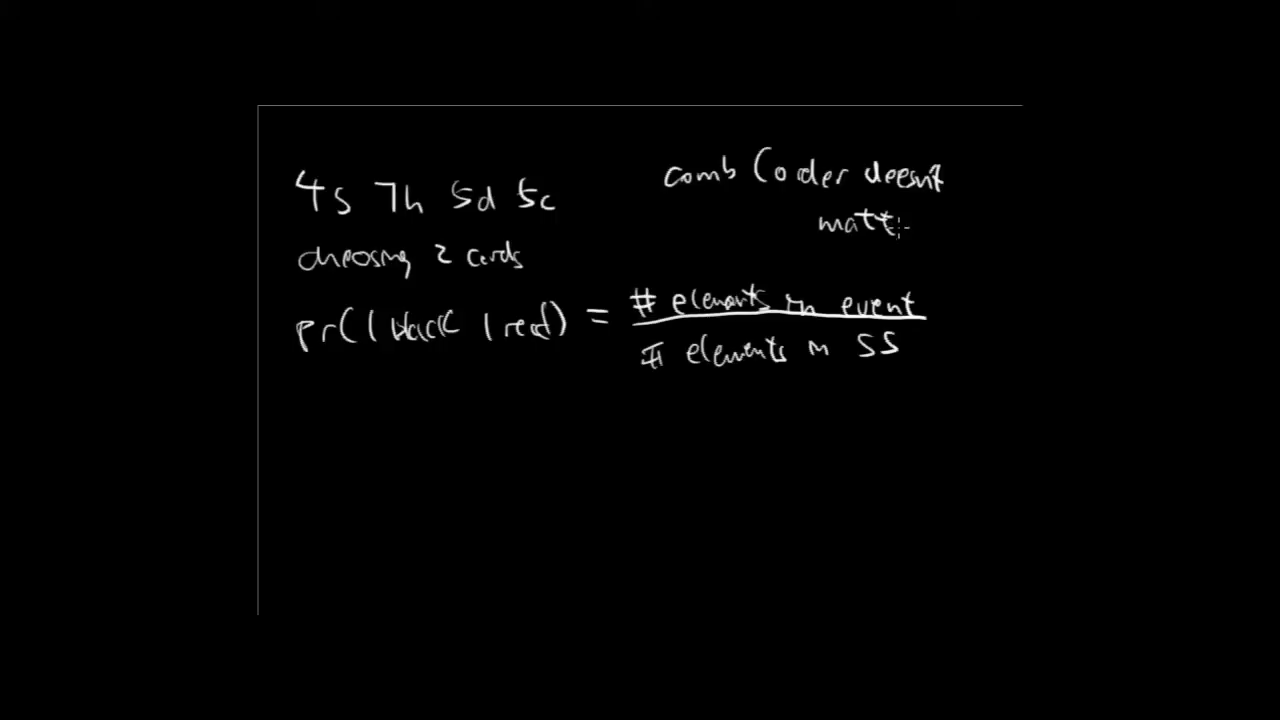 4s 7h 5d 5c
comb (order doesn't
matt
choosing 2 cards
pr(1 black 1 red) = # elements in event
# elements in SS